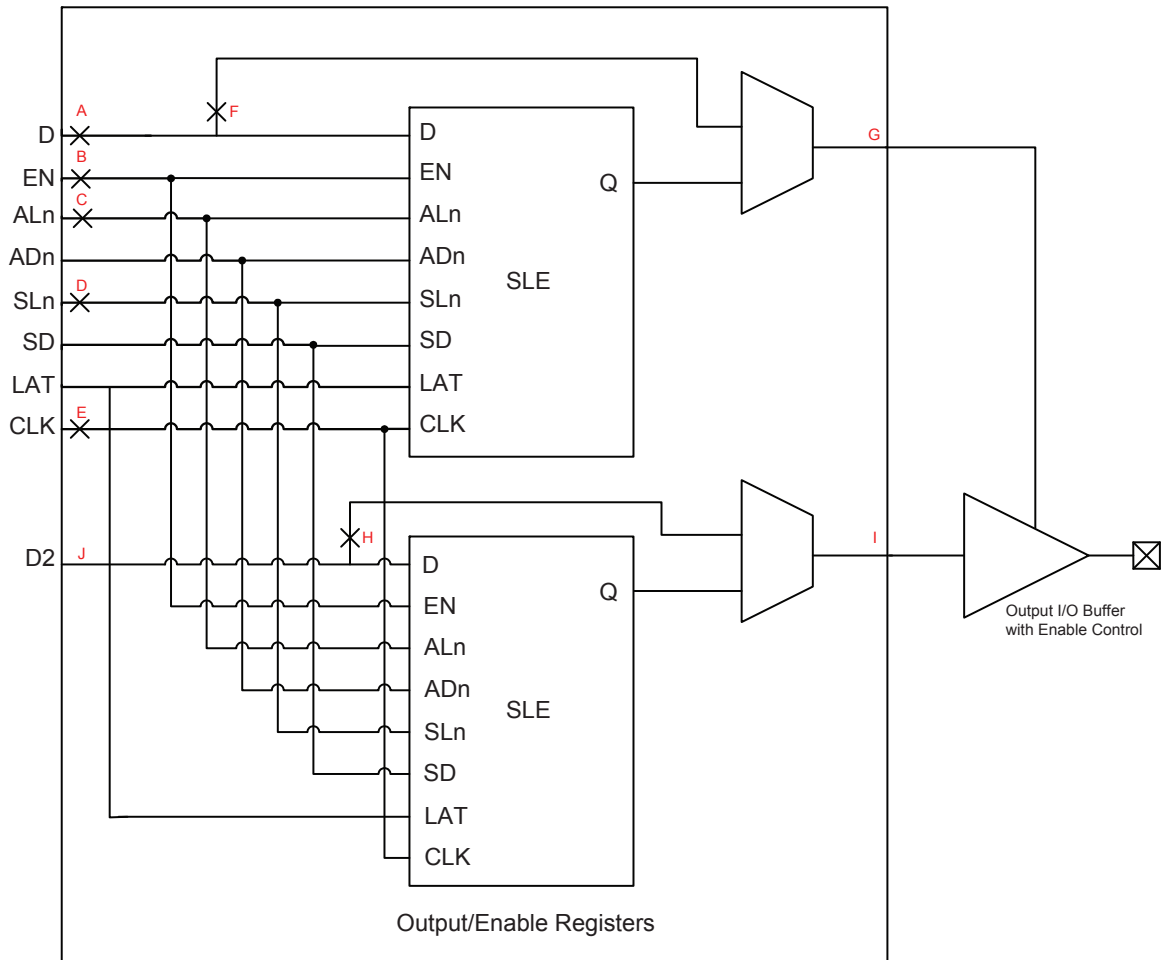 A
F
D
D
G
B
EN
EN
Q
C
ALn
ALn
ADn
ADn
SLE
D
SLn
SLn
SD
SD
LAT
LAT
E
CLK
CLK
H
I
J
D2
D
EN
Q
Output I/O Buffer
with Enable Control
ALn
ADn
SLE
SLn
SD
LAT
CLK
Output/Enable Registers